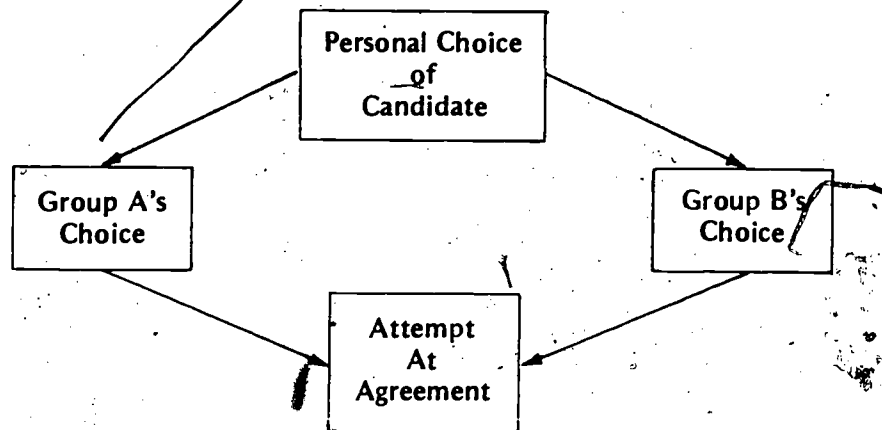 Personal Choice
of
Candidate
Group A's
Choice
Group B's
Choice
Attempt
At
Agreement